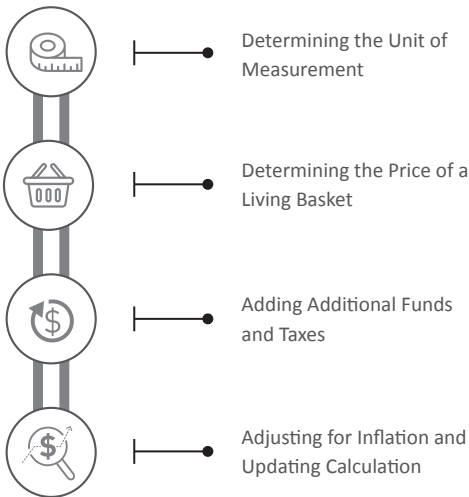 Determining the Unit of
Measurement
Determining the Price of a
Living Basket
$
Adding Additional Funds
and Taxes
$
Adjusting for Inflation and
Updating Calculation